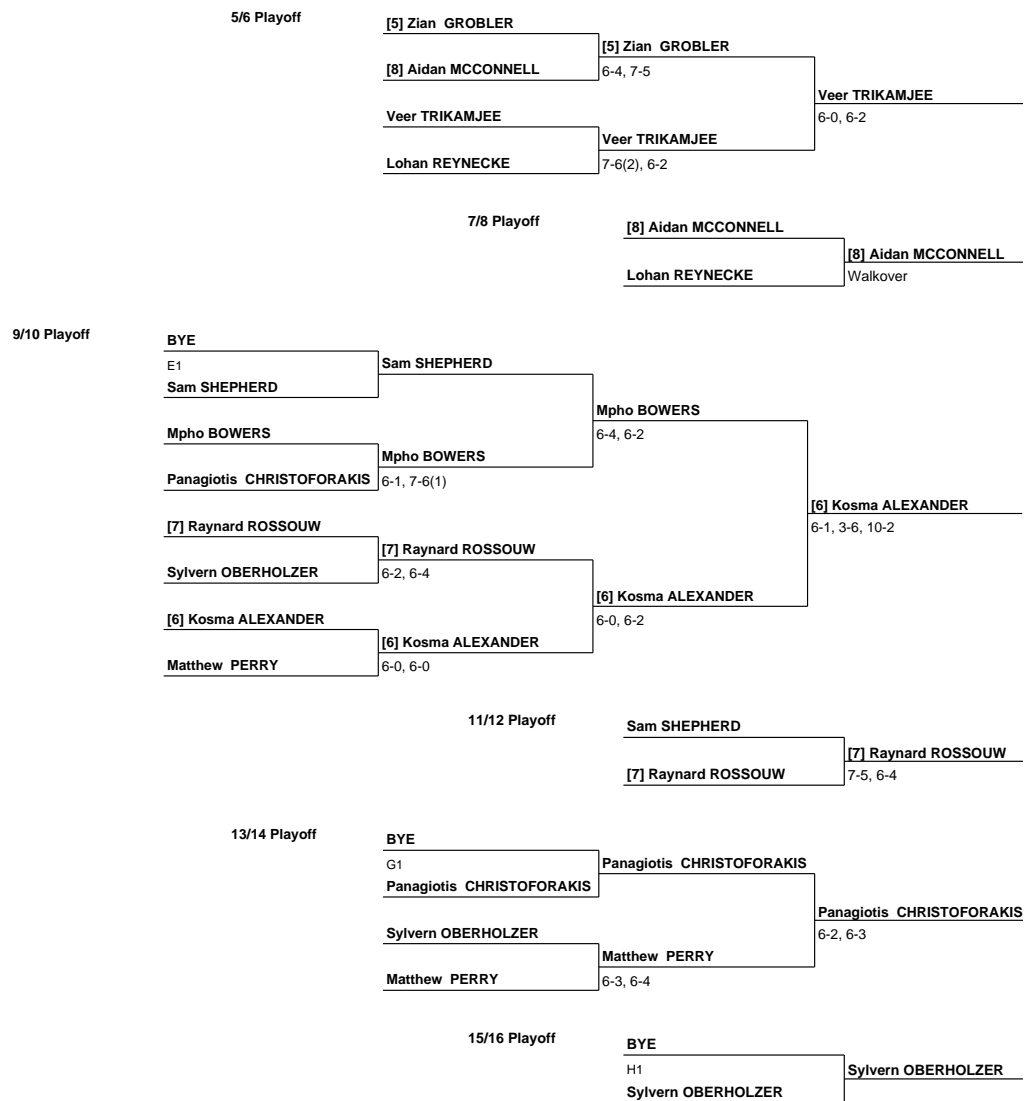 5/6 Playoff
[5] Zian GROBLER
[5] Zian GROBLER
[8] Aidan MCCONNELL
6-4, 7-5
Veer TRIKAMJEE
6-0, 6-2
Veer TRIKAMJEE
Veer TRIKAMJEE
Lohan REYNECKE
7-6(2), 6-2
7/8 Playoff
[8] Aidan MCCONNELL
[8] Aidan MCCONNELL
Lohan REYNECKE
Walkover
9/10 Playoff
BYE
E1
Sam SHEPHERD
Sam SHEPHERD
Mpho BOWERS
6-4, 6-2
Mpho BOWERS
Mpho BOWERS
Panagiotis CHRISTOFORAKIS
6-1, 7-6(1)
[6] Kosma ALEXANDER
6-1, 3-6, 10-2
[7] Raynard ROSSOUW
[7] Raynard ROSSOUW
Sylvern OBERHOLZER
6-2, 6-4
[6] Kosma ALEXANDER
6-0, 6-2
[6] Kosma ALEXANDER
[6] Kosma ALEXANDER
Matthew PERRY
6-0, 6-0
11/12 Playoff
Sam SHEPHERD
[7] Raynard ROSSOUW
[7] Raynard ROSSOUW
7-5, 6-4
13/14 Playoff
BYE
G1
Panagiotis CHRISTOFORAKIS
Panagiotis CHRISTOFORAKIS
Panagiotis CHRISTOFORAKIS
6-2, 6-3
Sylvern OBERHOLZER
Matthew PERRY
Matthew PERRY
6-3, 6-4
15/16 Playoff
BYE
H1
Sylvern OBERHOLZER
Sylvern OBERHOLZER